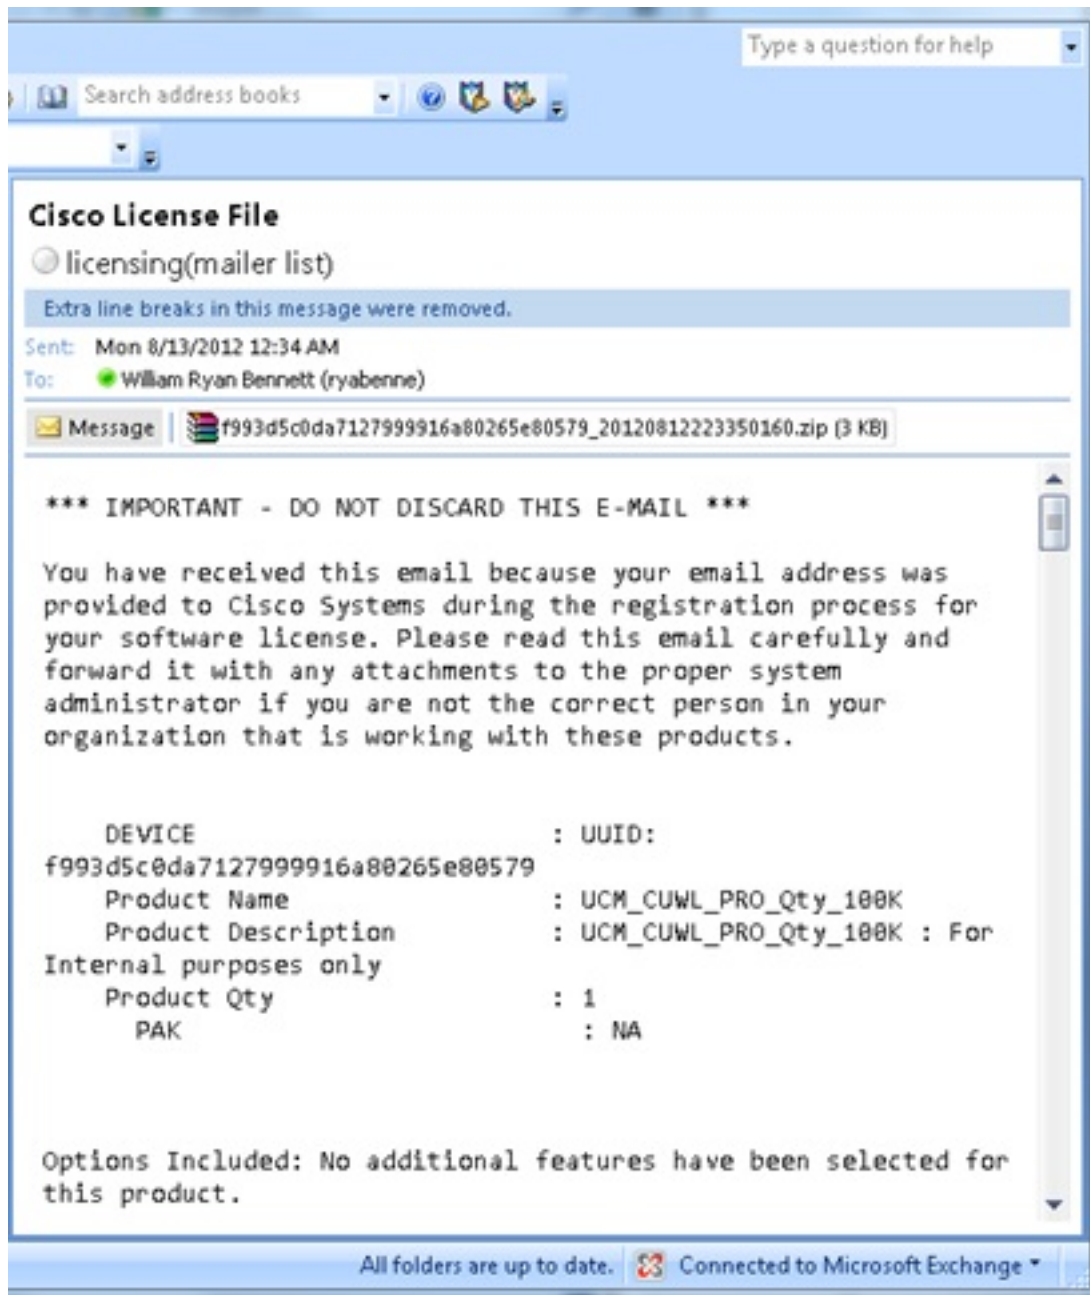 Type a question for help
Search address books
Cisco License File
licensing(mailer list)
Extra line breaks in this message were removed.
Sent: Mon 8/13/2012 12:34 AM
To: William Ryan Bennett (ryabenne)
Message f993d5c0da7127999916a80265e80579_20120812223350160.zip (3 KB)
*** IMPORTANT - DO NOT DISCARD THIS E-MAIL ***
You have received this email because your email address was
provided to Cisco Systems during the registration process for
your software license. Please read this email carefully and
forward it with any attachments to the proper system
administrator if you are not the correct person in your
organization that is working with these products.
DEVICE : UUID:
f993d5c0da7127999916a80265e80579
Product Name : UCM_CUWL_PRO_Qty_100K
Product Description : UCM_CUWL_PRO_Qty_100K : For
Internal purposes only
Product Qty : 1
PAK : NA
Options Included: No additional features have been selected for
this product.
All folders are up to date. Connected to Microsoft Exchange